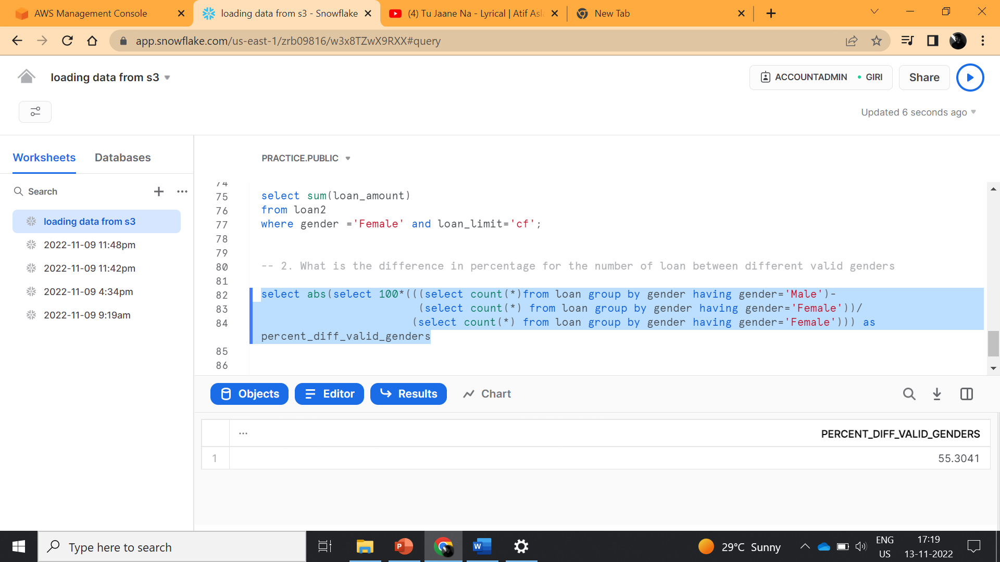 AWS Management Console
loading data from s3 - Snowflake
(4) Tu Jaane Na - Lyrical | Atif Asl
New Tab
app.snowflake.com/us-east-1/zrb09816/w3x8TZwX9RXX#query
loading data from s3
ACCOUNTADMIN • GIRI
Share
Updated 6 seconds ago
Worksheets
Databases
PRACTICE.PUBLIC
Search
loading data from s3
2022-11-09 11:48pm
2022-11-09 11:42pm
2022-11-09 4:34pm
2022-11-09 9:19am
74
75 select sum(loan_amount)
76 from loan2
77 where gender ='Female' and loan_limit='cf';
78
79
80 -- 2. What is the difference in percentage for the number of loan between different valid genders
81
82 select abs(select 100*(((select count(*)from loan group by gender having gender='Male')-
83 (select count(*) from loan group by gender having gender='Female'))/
84 (select count(*) from loan group by gender having gender='Female'))) as
percent_diff_valid_genders
85
86
Objects
Editor
Results
Chart
... PERCENT_DIFF_VALID_GENDERS
1 55.3041
Type here to search
29°C Sunny
ENG
US
17:19
13-11-2022